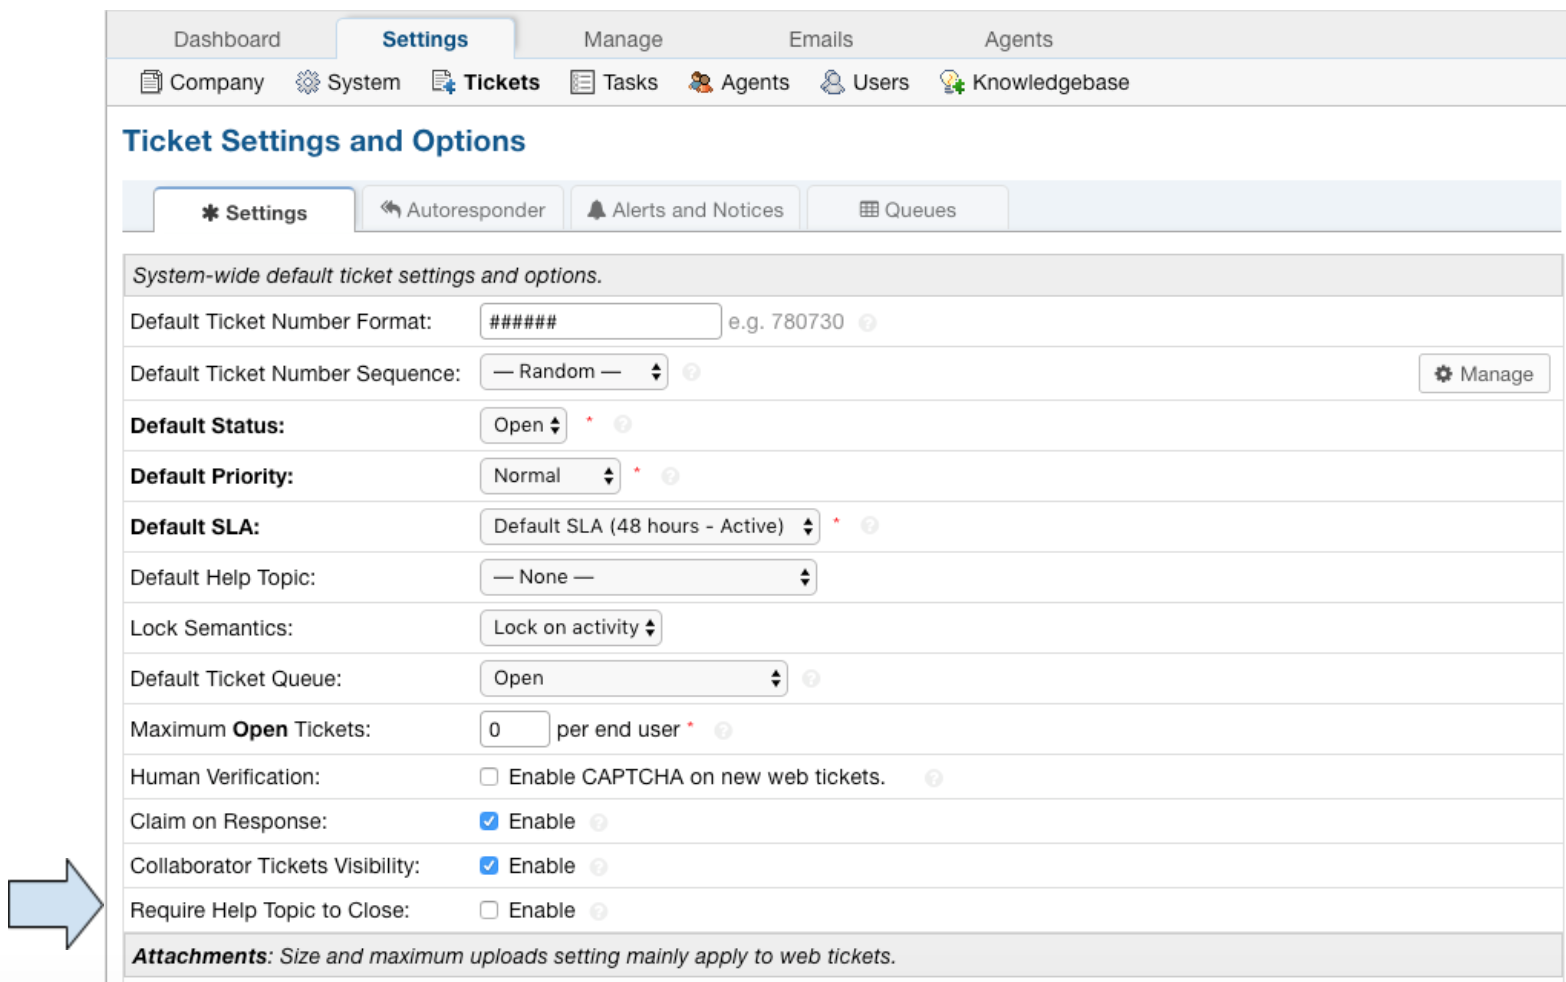 Dashboard Settings Manage Emails Agents
Company System Tickets Tasks Agents Users Knowledgebase
Ticket Settings and Options
Settings Autoresponder Alerts and Notices Queues
System-wide default ticket settings and options.
Default Ticket Number Format: ###### e.g. 780730
Default Ticket Number Sequence: — Random — Manage
Default Status: Open *
Default Priority: Normal *
Default SLA: Default SLA (48 hours - Active) *
Default Help Topic: — None —
Lock Semantics: Lock on activity
Default Ticket Queue: Open
Maximum Open Tickets: 0 per end user *
Human Verification: Enable CAPTCHA on new web tickets.
Claim on Response: Enable
Collaborator Tickets Visibility: Enable
Require Help Topic to Close: Enable
Attachments: Size and maximum uploads setting mainly apply to web tickets.